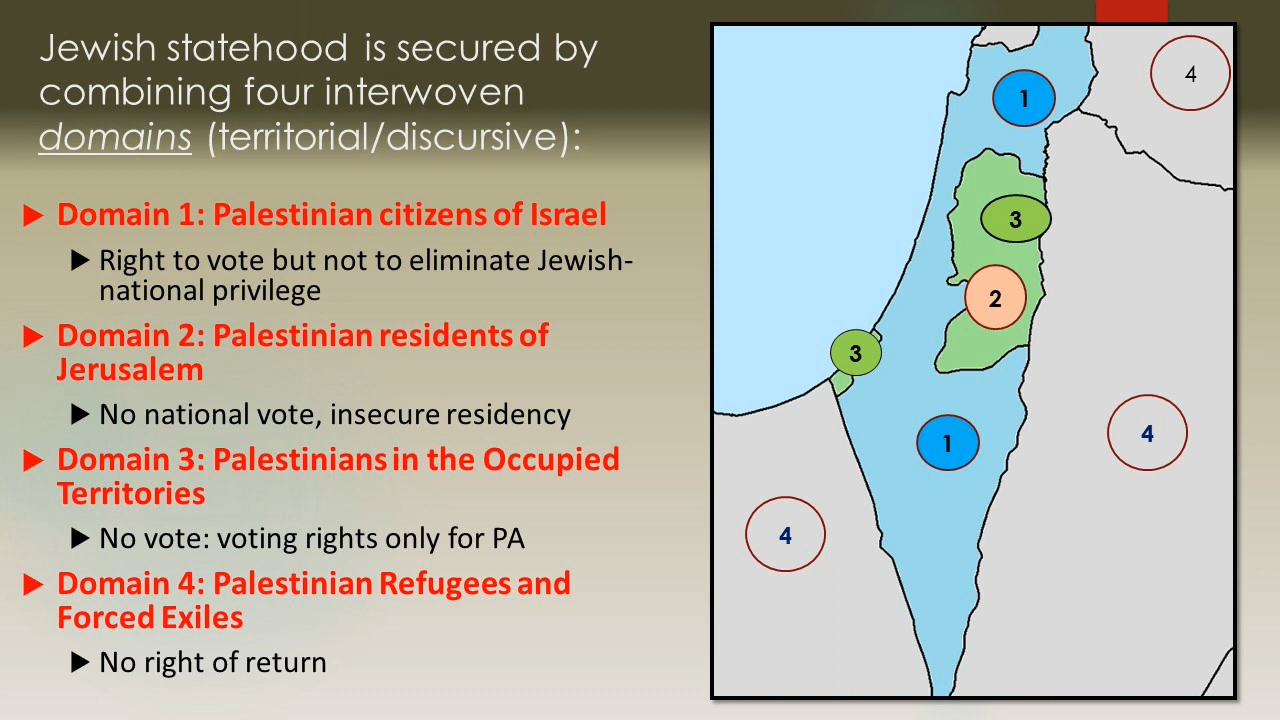 Jewish statehood is secured by
combining four interwoven
domains (territorial/discursive):
Domain 1: Palestinian citizens of Israel
Right to vote but not to eliminate Jewish-
national privilege
Domain 2: Palestinian residents of
Jerusalem
No national vote, insecure residency
Domain 3: Palestinians in the Occupied
Territories
No vote: voting rights only for PA
Domain 4: Palestinian Refugees and
Forced Exiles
No right of return
4
1
3
2
3
4
1
4